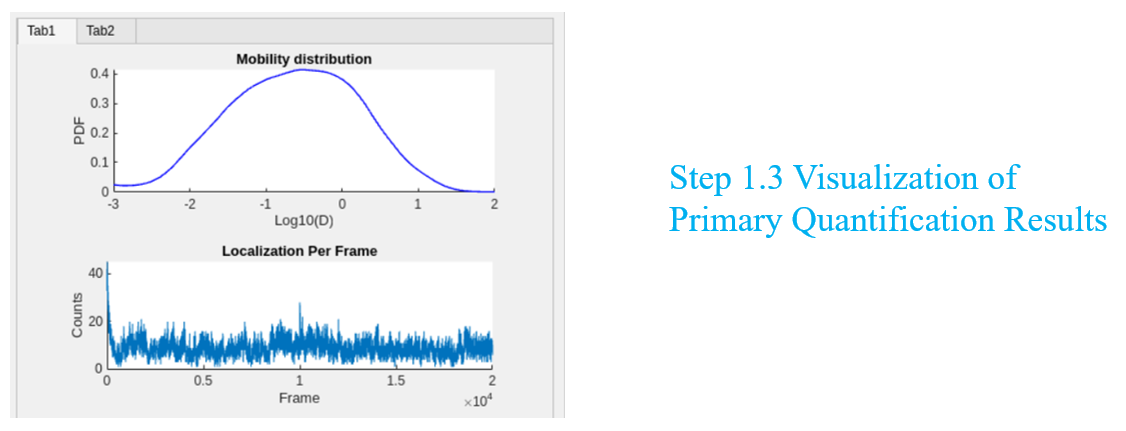 Tab1 Tab2
Mobility distribution
0.4
0.3
0.2
0.1
0
PDF
-3 -2 -1 0 1 2
Log10(D)
Localization Per Frame
40
20
0
Counts
0 0.5 1 1.5 2
Frame
×10⁴
Step 1.3 Visualization of
Primary Quantification Results